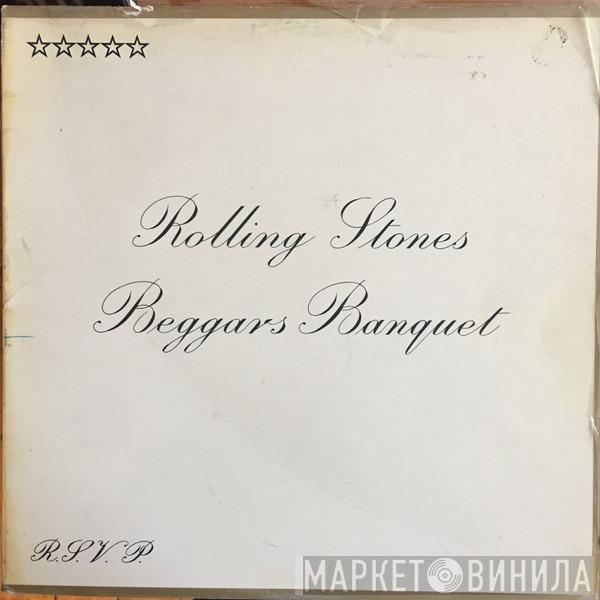 ☆☆☆☆☆
Rolling Stones
Beggars Banquet
R.S.V.P.
МАРКЕТ ВИНИЛА